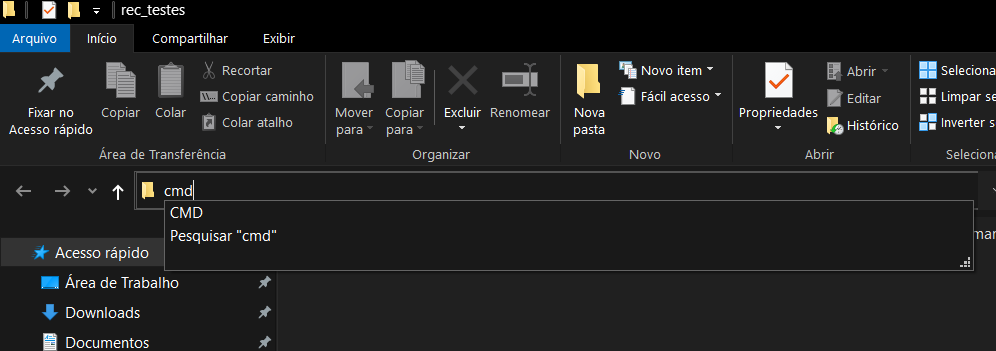 rec_testes
Arquivo Início Compartilhar Exibir
Fixar no
Acesso rápido
Copiar
Colar
Recortar
Copiar caminho
Colar atalho
Área de Transferência
Mover
para
Copiar
para
Excluir
Renomear
Organizar
Nova
pasta
Novo item
Fácil acesso
Novo
Propriedades
Abrir
Editar
Histórico
Abrir
Seleciona
Limpar se
Inverter s
Seleciona
cmd
CMD
Pesquisar "cmd"
Acesso rápido
Área de Trabalho
Downloads
Documentos